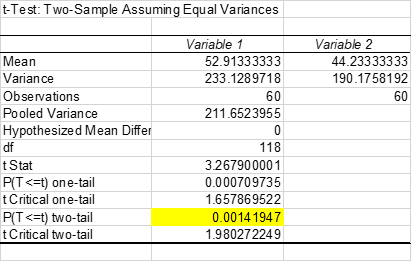 t-Test: Two-Sample Assuming Equal Variances
Variable 1 Variable 2
Mean 52.91333333 44.23333333
Variance 233.1289718 190.1758192
Observations 60 60
Pooled Variance 211.6523955
Hypothesized Mean Differ 0
df 118
t Stat 3.267900001
P(T<=t) one-tail 0.000709735
t Critical one-tail 1.657869522
P(T<=t) two-tail 0.00141947
t Critical two-tail 1.980272249